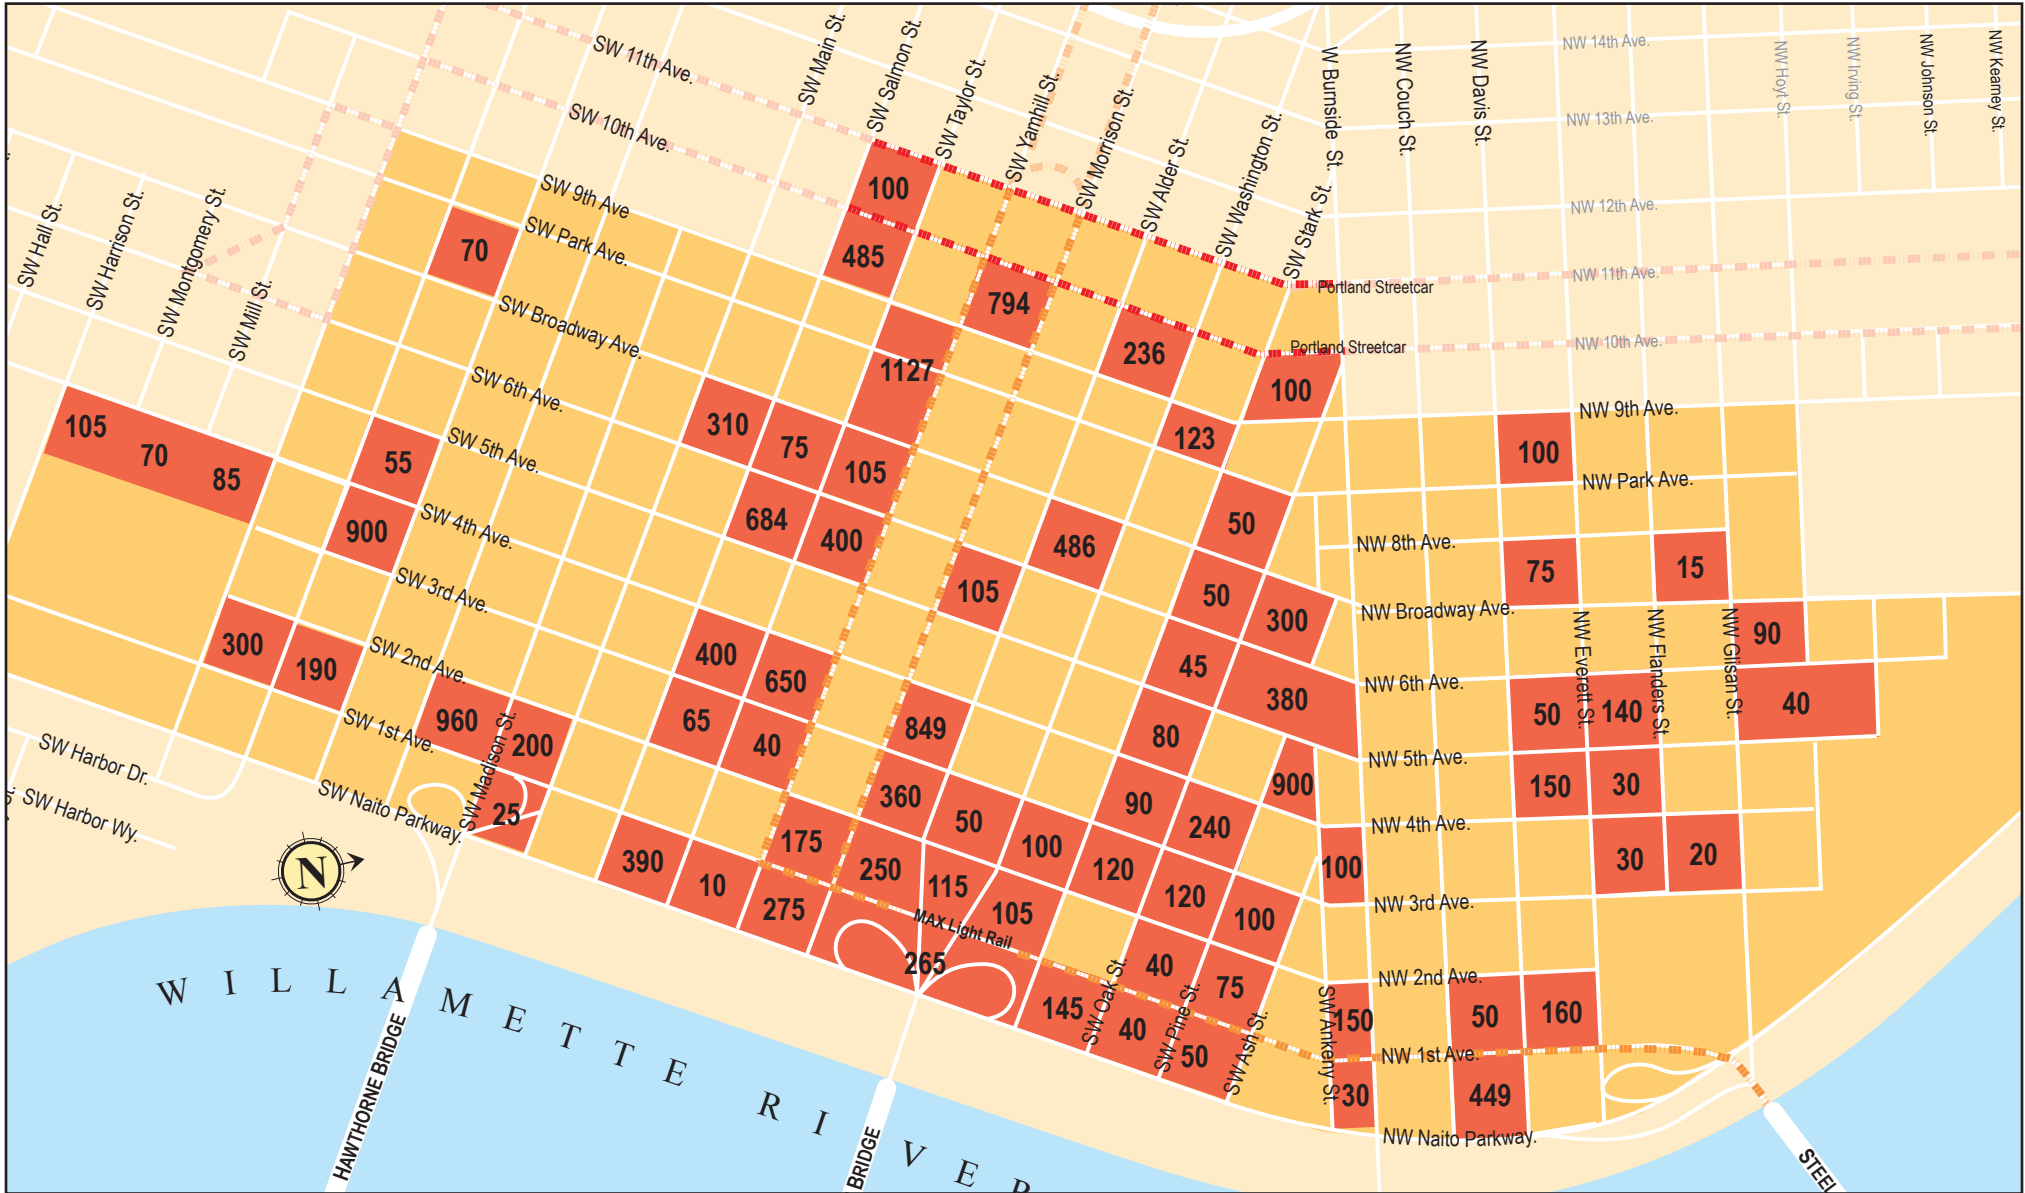 SW 11th Ave.
SW 10th Ave.
SW 9th Ave
SW Park Ave.
SW Broadway Ave.
SW 6th Ave.
SW 5th Ave.
SW 4th Ave.
SW 3rd Ave.
SW 2nd Ave.
SW 1st Ave.
SW Naito Parkway.
SW Harbor Dr.
SW Harbor Wy.
SW Hall St.
SW Harrison St.
SW Montgomery St.
SW Mill St.
SW Madison St.
SW Main St.
SW Salmon St.
SW Taylor St.
SW Yamhill St.
SW Morrison St.
SW Alder St.
SW Washington St.
SW Stark St.
SW Oak St.
SW Pine St.
SW Ash St.
SW Ankeny St.
W Burnside St.
NW Couch St.
NW Davis St.
NW Everett St.
NW Flanders St.
NW Glisan St.
NW Hoyt St.
NW Irving St.
NW Johnson St.
NW Kearney St.
NW 14th Ave.
NW 13th Ave.
NW 12th Ave.
NW 11th Ave.
NW 10th Ave.
NW 9th Ave.
NW Park Ave.
NW 8th Ave.
NW Broadway Ave.
NW 6th Ave.
NW 5th Ave.
NW 4th Ave.
NW 3rd Ave.
NW 2nd Ave.
NW 1st Ave.
NW Naito Parkway.
Portland Streetcar
Portland Streetcar
MAX Light Rail
100
70
485
794
1127
236
100
310
75
105
123
105
70
85
55
900
684
400
486
50
105
50
300
100
75
15
90
300
190
400
650
45
380
50
140
40
960
200
65
40
849
80
25
360
50
90
900
150
30
390
175
250
100
240
100
30
20
10
275
115
105
120
120
100
265
40
75
145
40
50
150
30
50
160
449
N
WILLAMETTE RIVER
HAWTHORNE BRIDGE
BRIDGE
STEEL